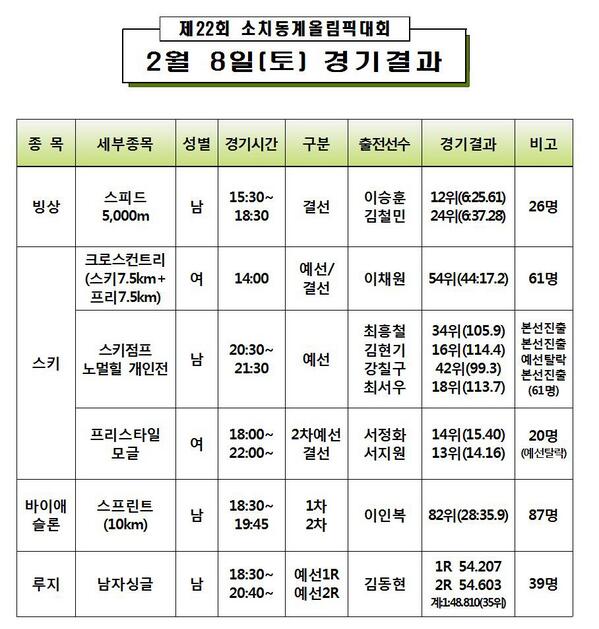 제22회 소치동계올림픽대회
2월 8일(토) 경기결과
종 목 세부종목 성별 경기시간 구분 출전선수 경기결과 비고
빙상
스피드
5,000m
남
15:30~
18:30
결선
이승훈
김철민
12위(6:25.61)
24위(6:37.28)
26명
스키
크로스컨트리
(스키7.5km+
프리7.5km)
여
14:00
예선/
결선
이채원
54위(44:17.2)
61명
스키점프
노멀힐 개인전
남
20:30~
21:30
예선
최흥철
김현기
강칠구
최서우
34위(105.9)
16위(114.4)
42위(99.3)
18위(113.7)
본선진출
본선진출
예선탈락
본선진출
(61명)
프리스타일
모글
여
18:00~
22:00~
2차예선
결선
서정화
서지원
14위(15.40)
13위(14.16)
20명
(예선탈락)
바이애
슬론
스프린트
(10km)
남
18:30~
19:45
1차
2차
이인복
82위(28:35.9)
87명
루지
남자싱글
남
18:30~
20:40~
예선1R
예선2R
김동현
1R 54.207
2R 54.603
계:1:48.810(35위)
39명